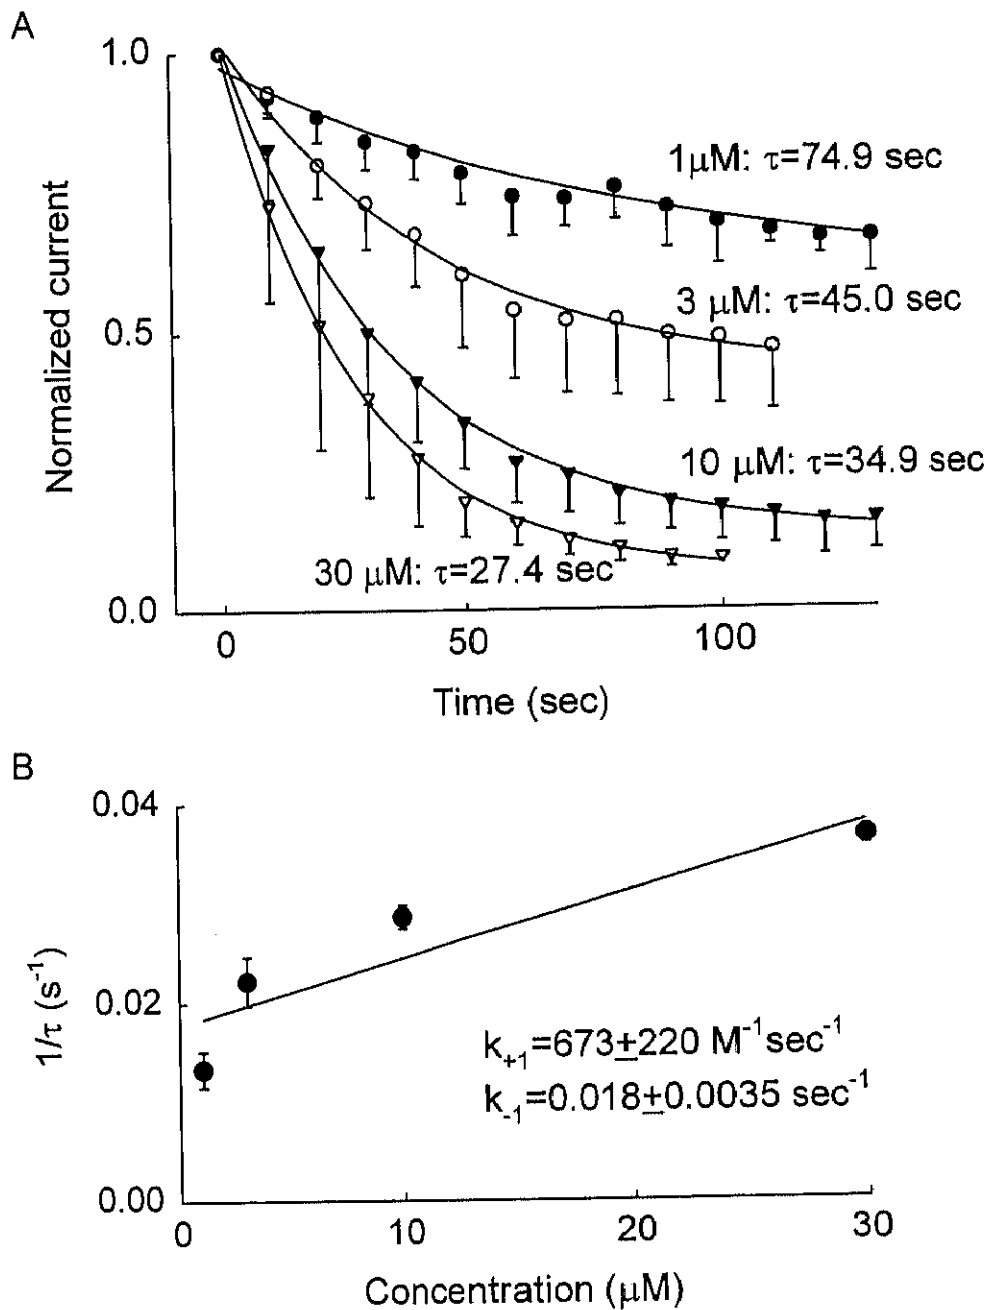 A
1.0
1μM: τ=74.9 sec
3 μM: τ=45.0 sec
0.5
Normalized current
10 μM: τ=34.9 sec
30 μM: τ=27.4 sec
0.0
0 50 100
Time (sec)
B
0.04
1/τ (s⁻¹)
0.02
k₊₁=673±220 M⁻¹sec⁻¹
k₋₁=0.018±0.0035 sec⁻¹
0.00
0 10 20 30
Concentration (μM)